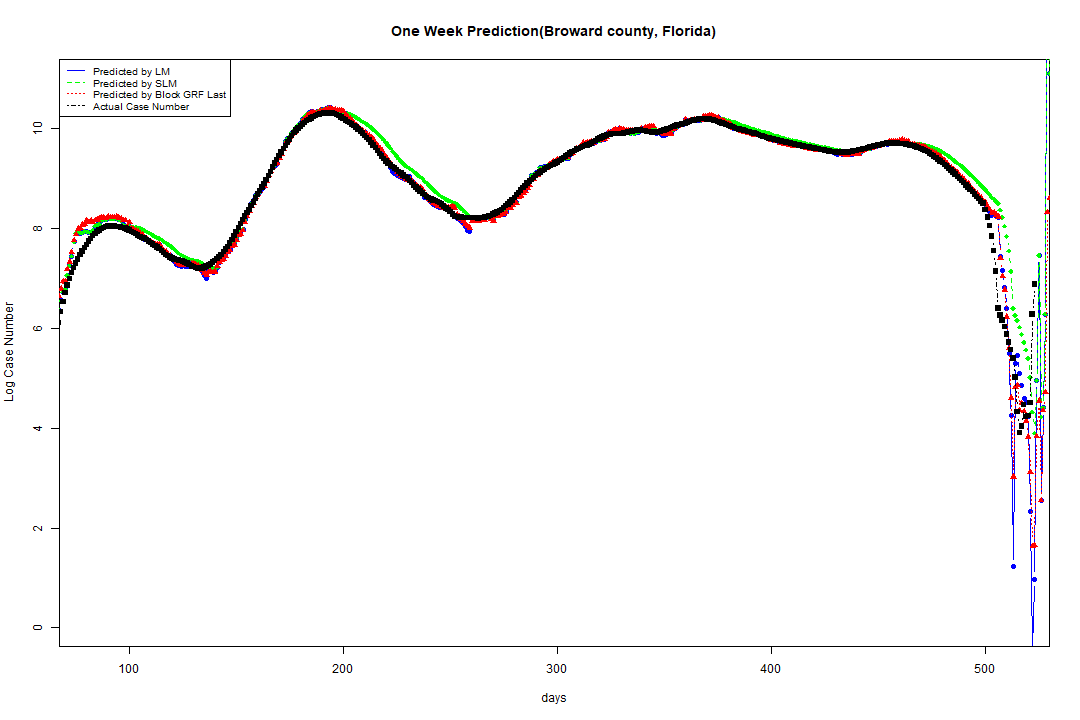 One Week Prediction(Broward county, Florida)
Predicted by LM
Predicted by SLM
Predicted by Block GRF Last
Actual Case Number
10
8
6
4
2
0
Log Case Number
100 200 300 400 500
days